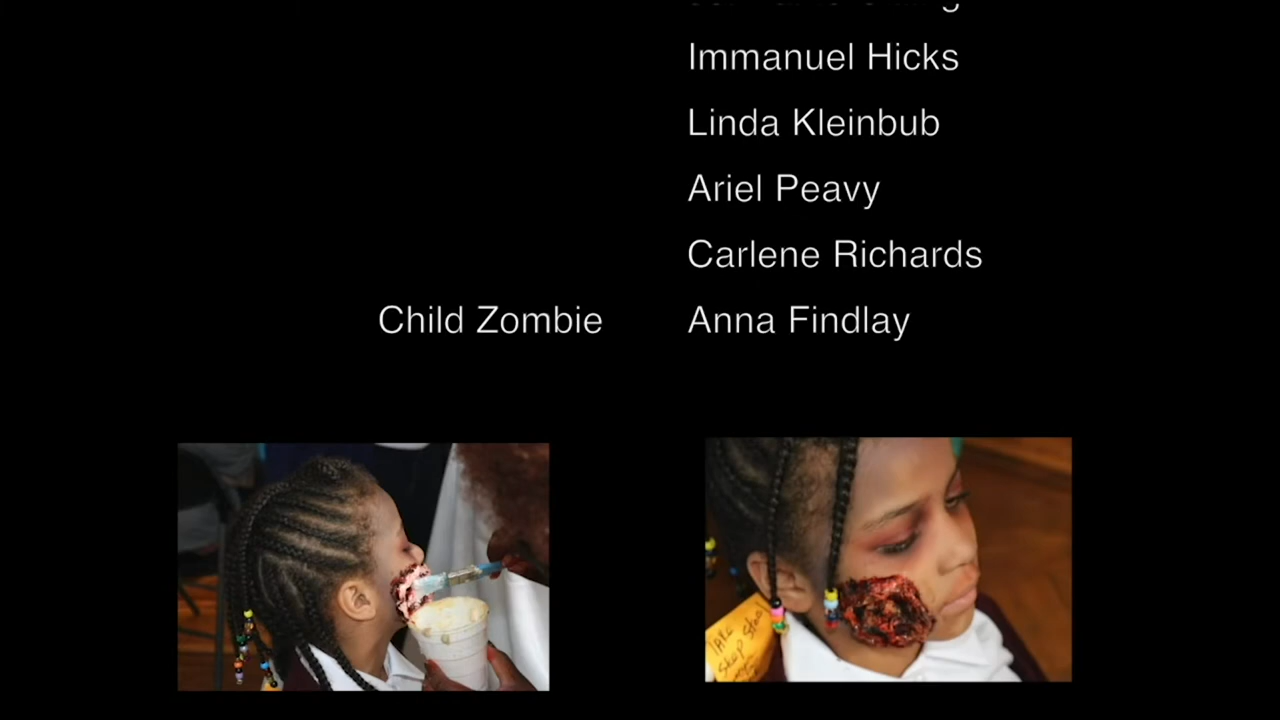 Immanuel Hicks
Linda Kleinbub
Ariel Peavy
Carlene Richards
Child Zombie Anna Findlay